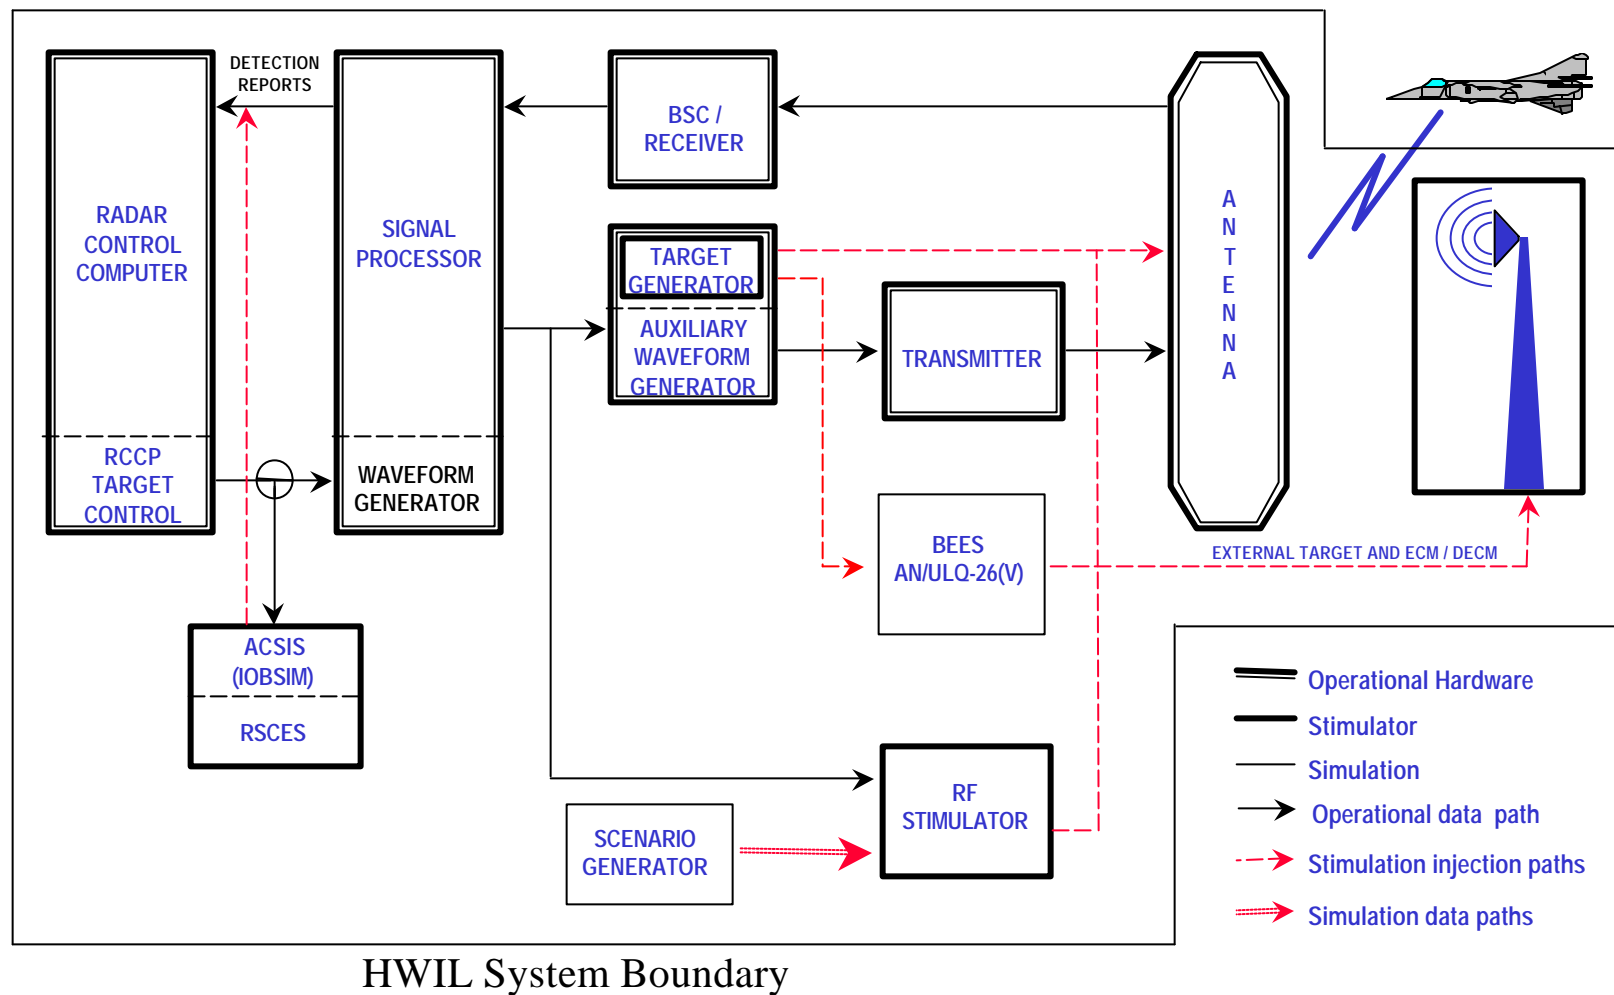 DETECTION
REPORTS
RADAR
CONTROL
COMPUTER
RCCP
TARGET
CONTROL
SIGNAL
PROCESSOR
WAVEFORM
GENERATOR
BSC /
RECEIVER
TARGET
GENERATOR
AUXILIARY
WAVEFORM
GENERATOR
TRANSMITTER
A
N
T
E
N
N
A
BEES
AN/ULQ-26(V)
EXTERNAL TARGET AND ECM / DECM
ACSIS
(IOBSIM)
RSCES
SCENARIO
GENERATOR
RF
STIMULATOR
Operational Hardware
Stimulator
Simulation
Operational data path
Stimulation injection paths
Simulation data paths
HWIL System Boundary